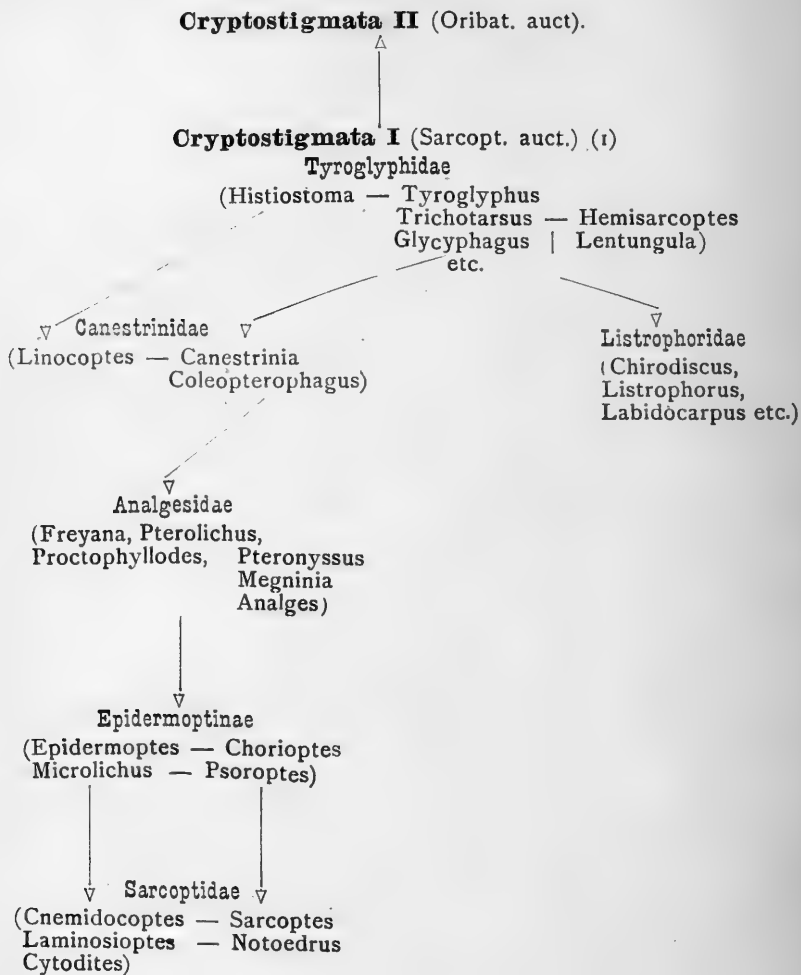 Cryptostigmata II (Oribat. auct).
Cryptostigmata I (Sarcopt. auct.) (1)
Tyroglyphidae
(Histiostoma — Tyroglyphus
Trichotarsus — Hemisarcoptes
Glycyphagus | Lentungula)
etc.
Canestrinidae
(Linocoptes — Canestrinia
Coleopterophagus)
Listrophoridae
(Chirodiscus,
Listrophorus,
Labidocarpus etc.)
Analgesidae
(Freyana, Pterolichus,
Proctophyllodes, Pteronyssus
Megninia
Analges)
Epidermoptinae
(Epidermoptes — Chorioptes
Microlichus — Psoroptes)
Sarcoptidae
(Cnemidocoptes — Sarcoptes
Laminosioptes — Notoedrus
Cytodites)